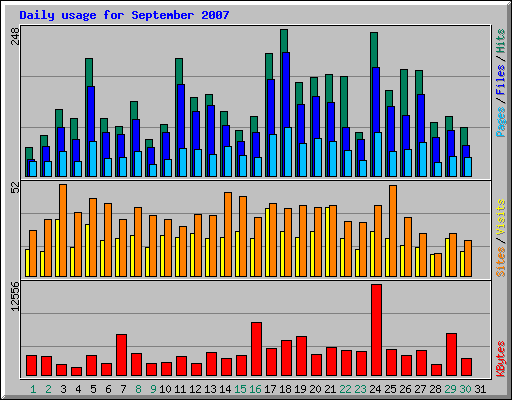 Daily usage for September 2007
248
52
12556
Pages / Files / Hits
Sites / Visits
KBytes
1 2 3 4 5 6 7 8 9 10 11 12 13 14 15 16 17 18 19 20 21 22 23 24 25 26 27 28 29 30 31